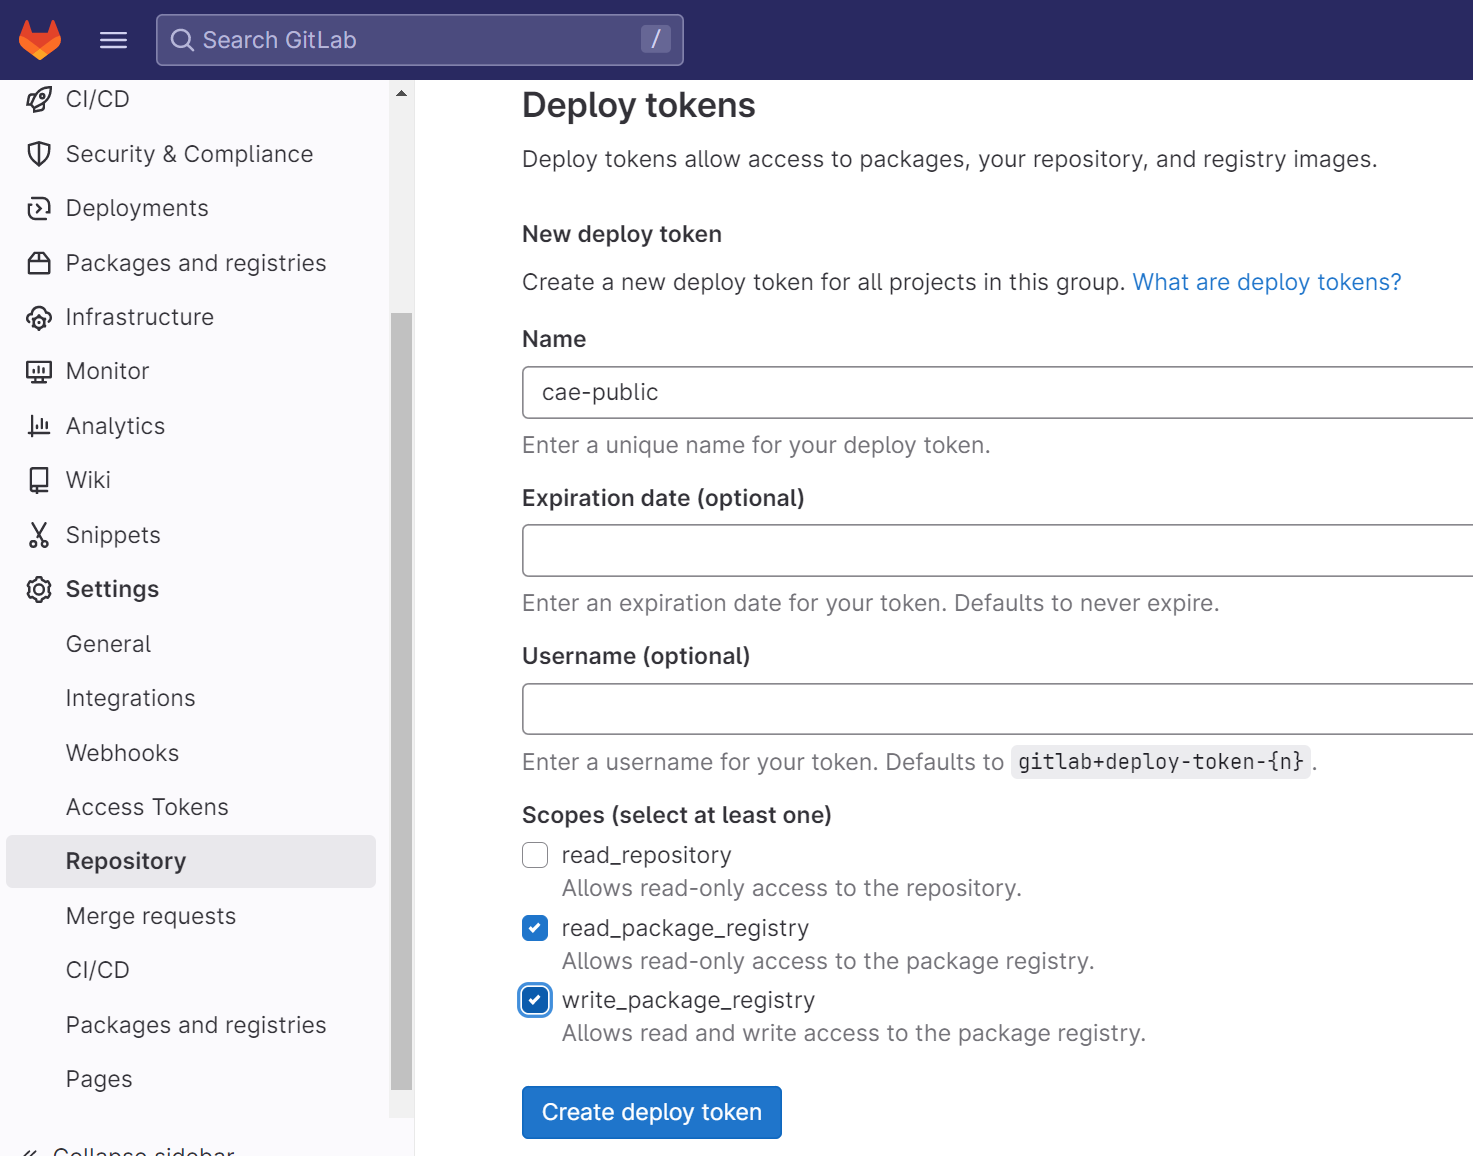 Search GitLab
/
CI/CD
Security & Compliance
Deployments
Packages and registries
Infrastructure
Monitor
Analytics
Wiki
Snippets
Settings
General
Integrations
Webhooks
Access Tokens
Repository
Merge requests
CI/CD
Packages and registries
Pages
Collapse sidebar
Deploy tokens
Deploy tokens allow access to packages, your repository, and registry images.
New deploy token
Create a new deploy token for all projects in this group. What are deploy tokens?
Name
cae-public
Enter a unique name for your deploy token.
Expiration date (optional)
Enter an expiration date for your token. Defaults to never expire.
Username (optional)
Enter a username for your token. Defaults to gitlab+deploy-token-{n}.
Scopes (select at least one)
read_repository
Allows read-only access to the repository.
read_package_registry
Allows read-only access to the package registry.
write_package_registry
Allows read and write access to the package registry.
Create deploy token